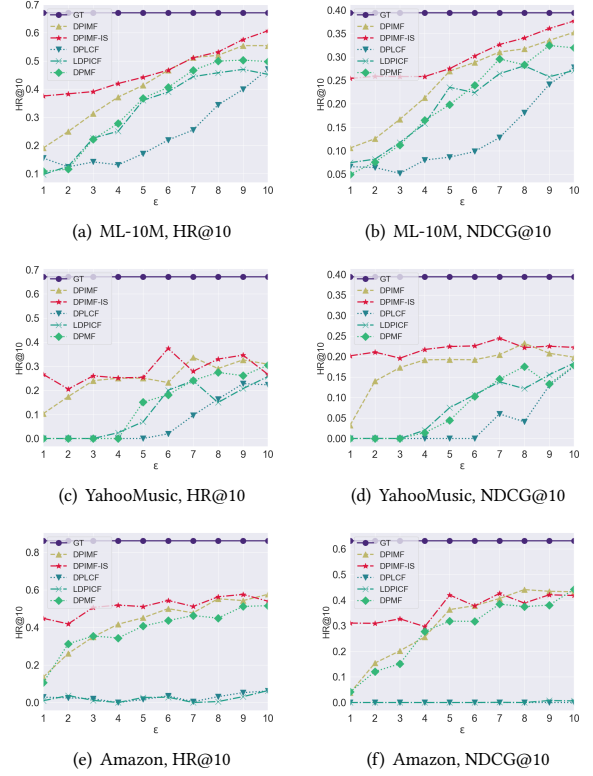 0.7
0.6
0.5
0.4
0.3
0.2
0.1
HR@10
GT
DPIMF
DPIMF-IS
DPLCF
LDPICF
DPMF
1 2 3 4 5 6 7 8 9 10
ε
(a) ML-10M, HR@10
0.40
0.35
0.30
0.25
0.20
0.15
0.10
0.05
HR@10
GT
DPIMF
DPIMF-IS
DPLCF
LDPICF
DPMF
1 2 3 4 5 6 7 8 9 10
ε
(b) ML-10M, NDCG@10
0.7
0.6
0.5
0.4
0.3
0.2
0.1
0.0
HR@10
GT
DPIMF
DPIMF-IS
DPLCF
LDPICF
DPMF
1 2 3 4 5 6 7 8 9 10
ε
(c) YahooMusic, HR@10
0.40
0.35
0.30
0.25
0.20
0.15
0.10
0.05
0.00
HR@10
GT
DPIMF
DPIMF-IS
DPLCF
LDPICF
DPMF
1 2 3 4 5 6 7 8 9 10
ε
(d) YahooMusic, NDCG@10
0.8
0.6
0.4
0.2
0.0
HR@10
GT
DPIMF
DPIMF-IS
DPLCF
LDPICF
DPMF
1 2 3 4 5 6 7 8 9 10
ε
(e) Amazon, HR@10
0.6
0.5
0.4
0.3
0.2
0.1
0.0
HR@10
GT
DPIMF
DPIMF-IS
DPLCF
LDPICF
DPMF
1 2 3 4 5 6 7 8 9 10
ε
(f) Amazon, NDCG@10